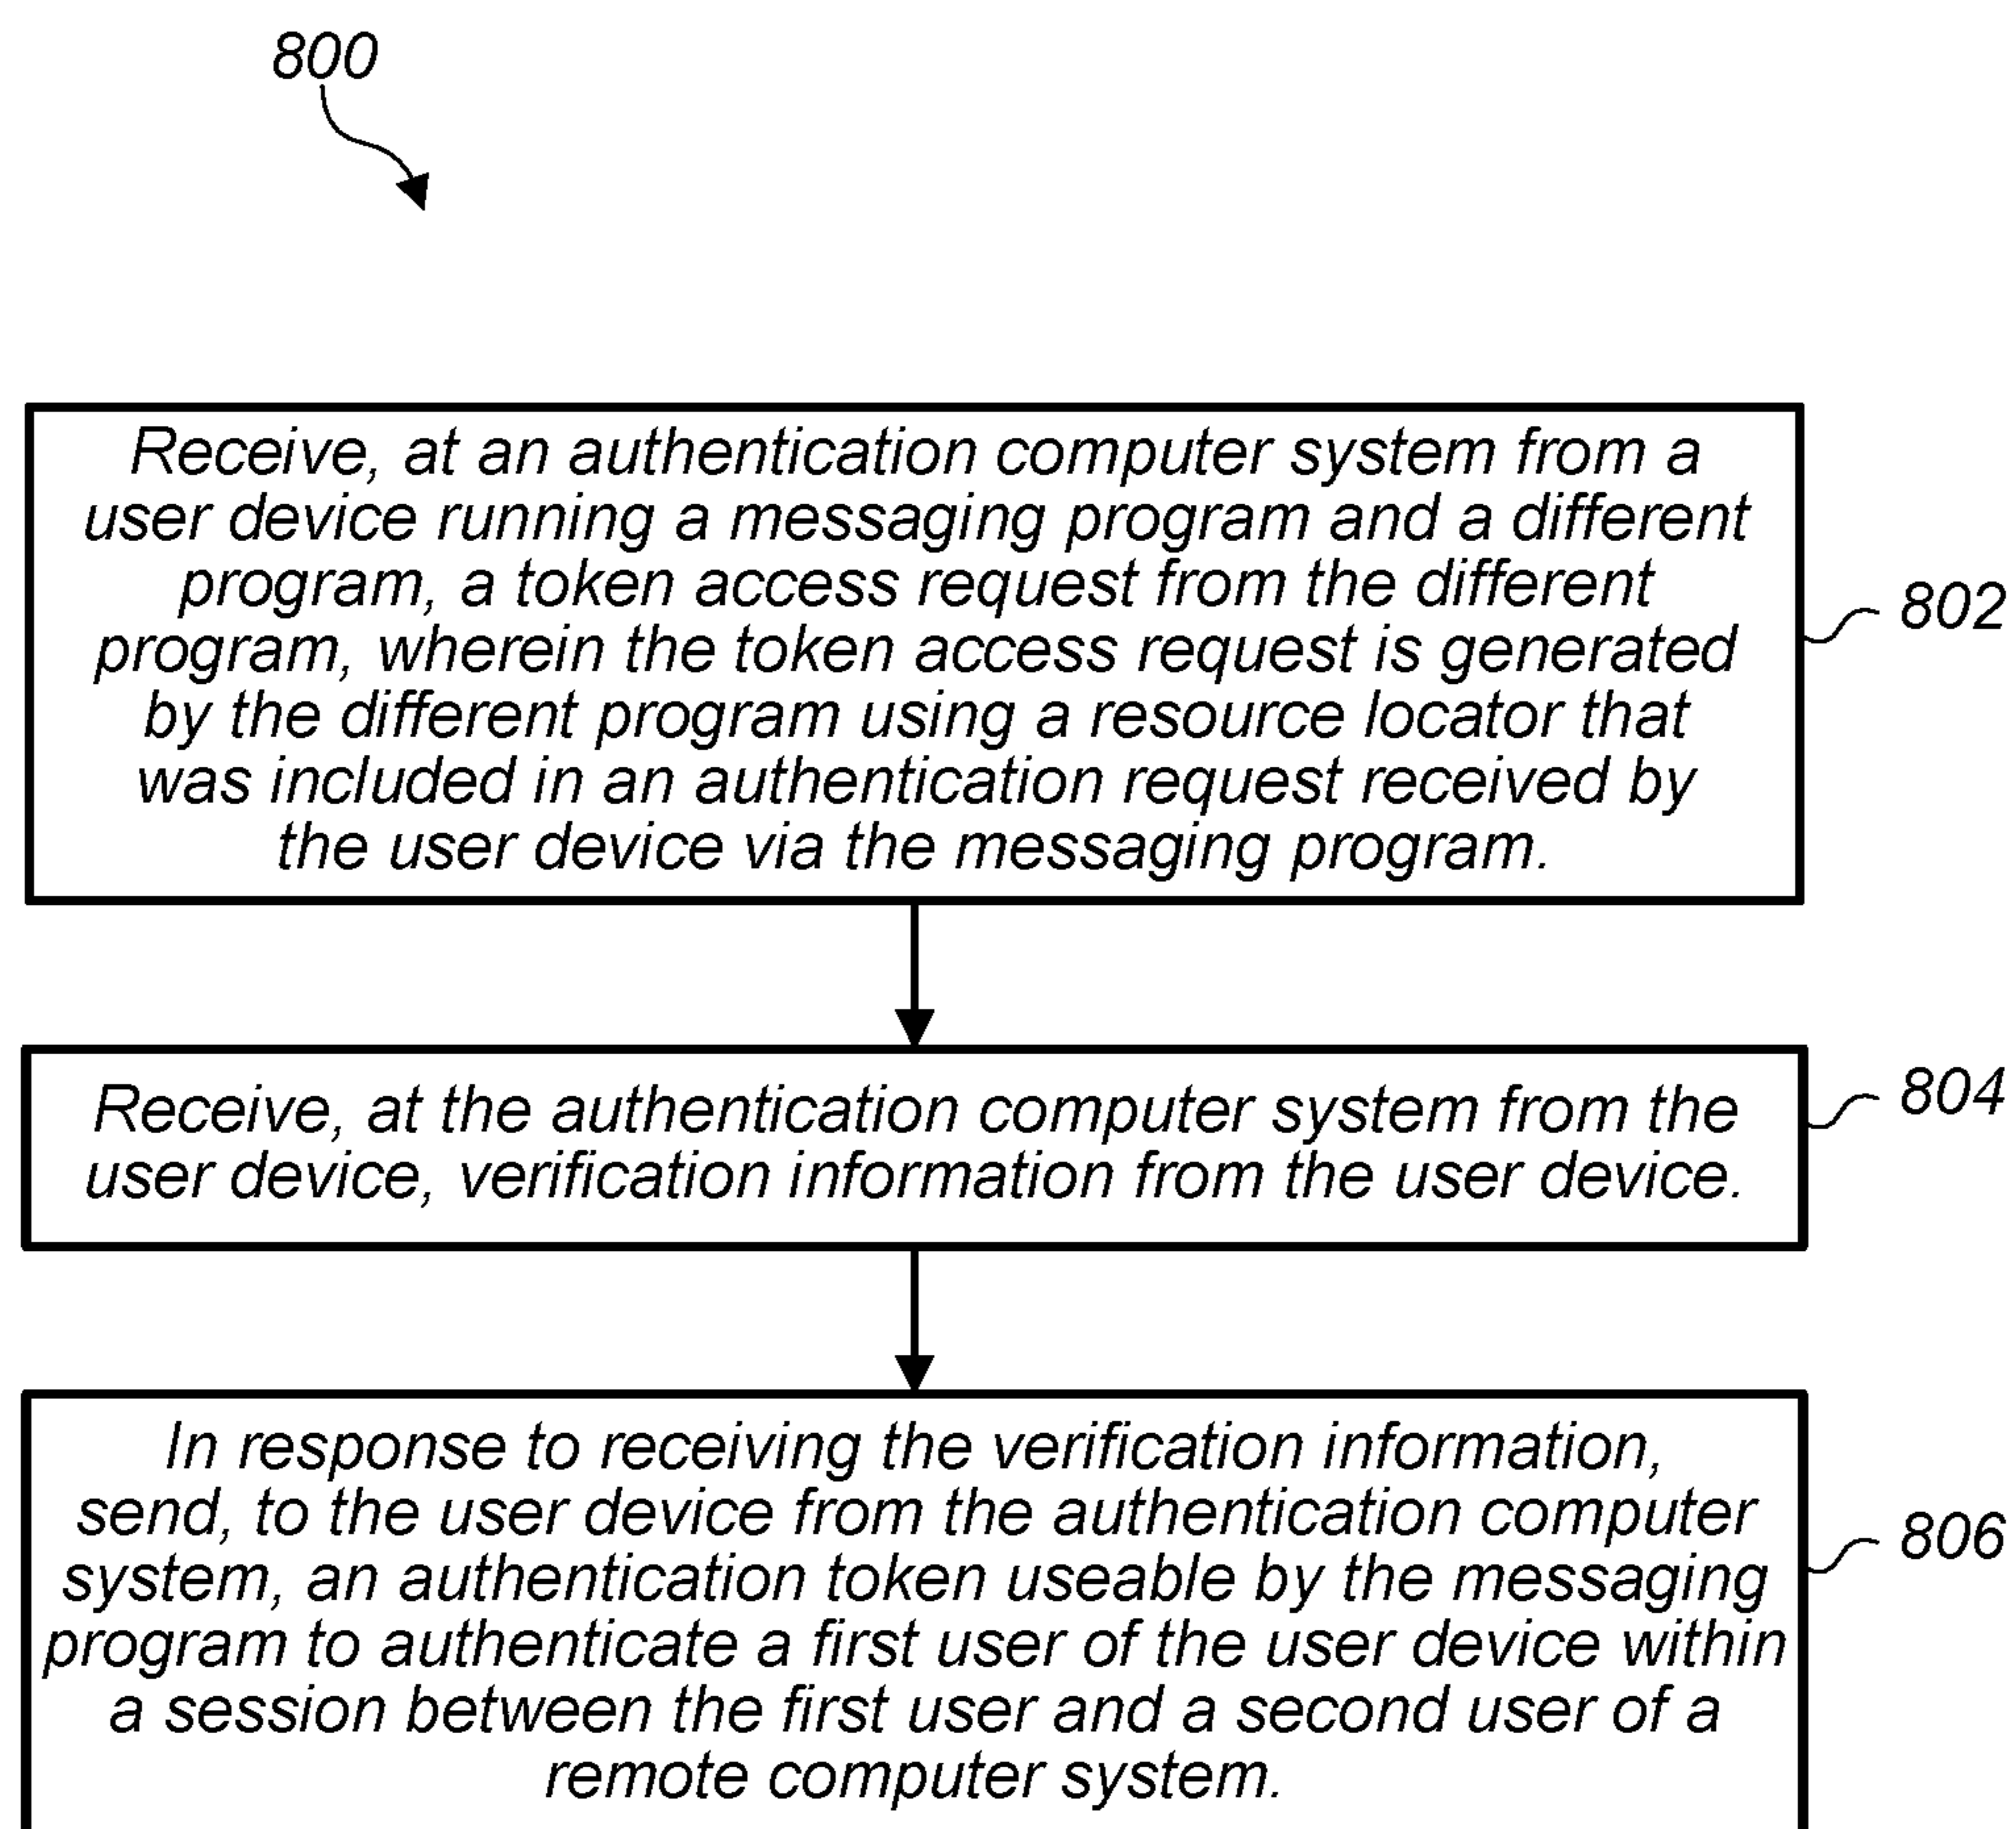 800
Receive, at an authentication computer system from a
user device running a messaging program and a different
program, a token access request from the different
program, wherein the token access request is generated
by the different program using a resource locator that
was included in an authentication request received by
the user device via the messaging program.
802
Receive, at the authentication computer system from the
user device, verification information from the user device.
804
In response to receiving the verification information,
send, to the user device from the authentication computer
system, an authentication token useable by the messaging
program to authenticate a first user of the user device within
a session between the first user and a second user of a
remote computer system.
806